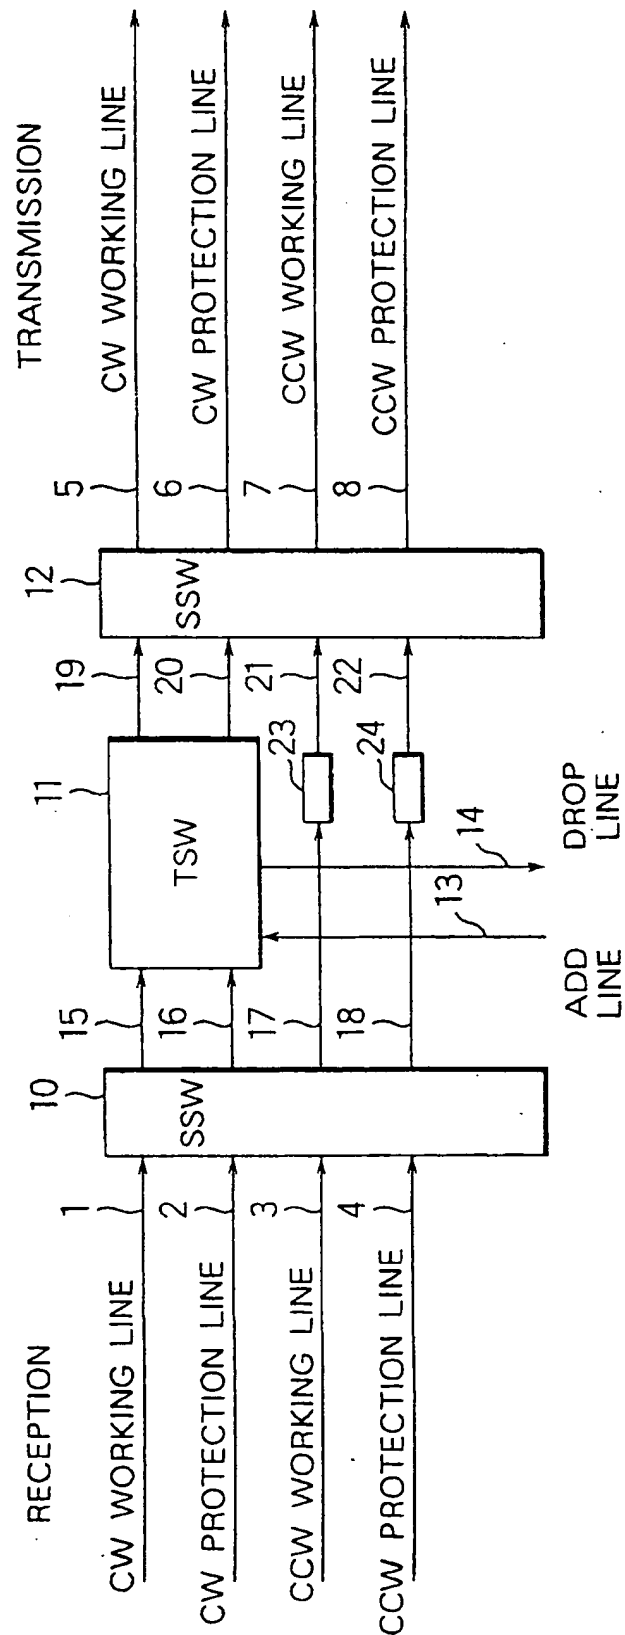 RECEPTION
TRANSMISSION
CW WORKING LINE
1
15
11
19
5
CW WORKING LINE
CW PROTECTION LINE
2
16
20
6
CW PROTECTION LINE
CCW WORKING LINE
3
17
23
21
7
CCW WORKING LINE
CCW PROTECTION LINE
4
18
24
22
8
CCW PROTECTION LINE
10
SSW
TSW
12
SSW
13
14
ADD
LINE
DROP
LINE